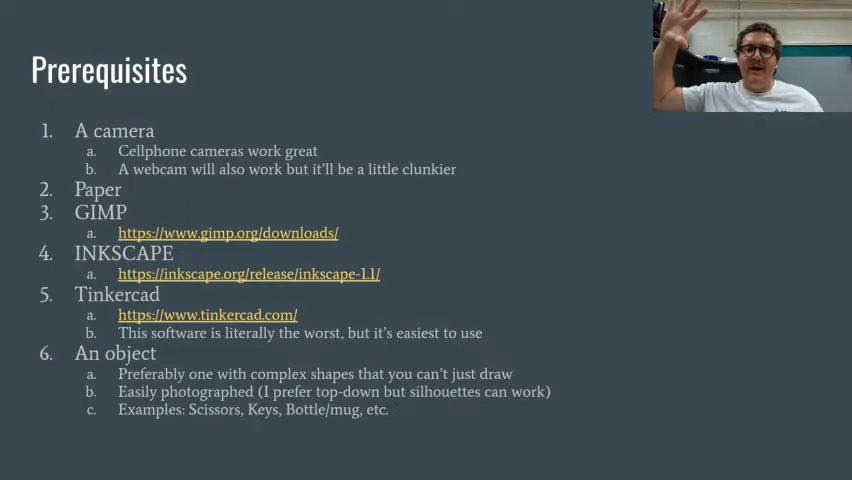 Prerequisites
1. A camera
a. Cellphone cameras work great
b. A webcam will also work but it'll be a little clunkier
2. Paper
3. GIMP
a. https://www.gimp.org/downloads/
4. INKSCAPE
a. https://inkscape.org/release/inkscape-1.1/
5. Tinkercad
a. https://www.tinkercad.com/
b. This software is literally the worst, but it's easiest to use
6. An object
a. Preferably one with complex shapes that you can't just draw
b. Easily photographed (I prefer top-down but silhouettes can work)
c. Examples: Scissors, Keys, Bottle/mug, etc.